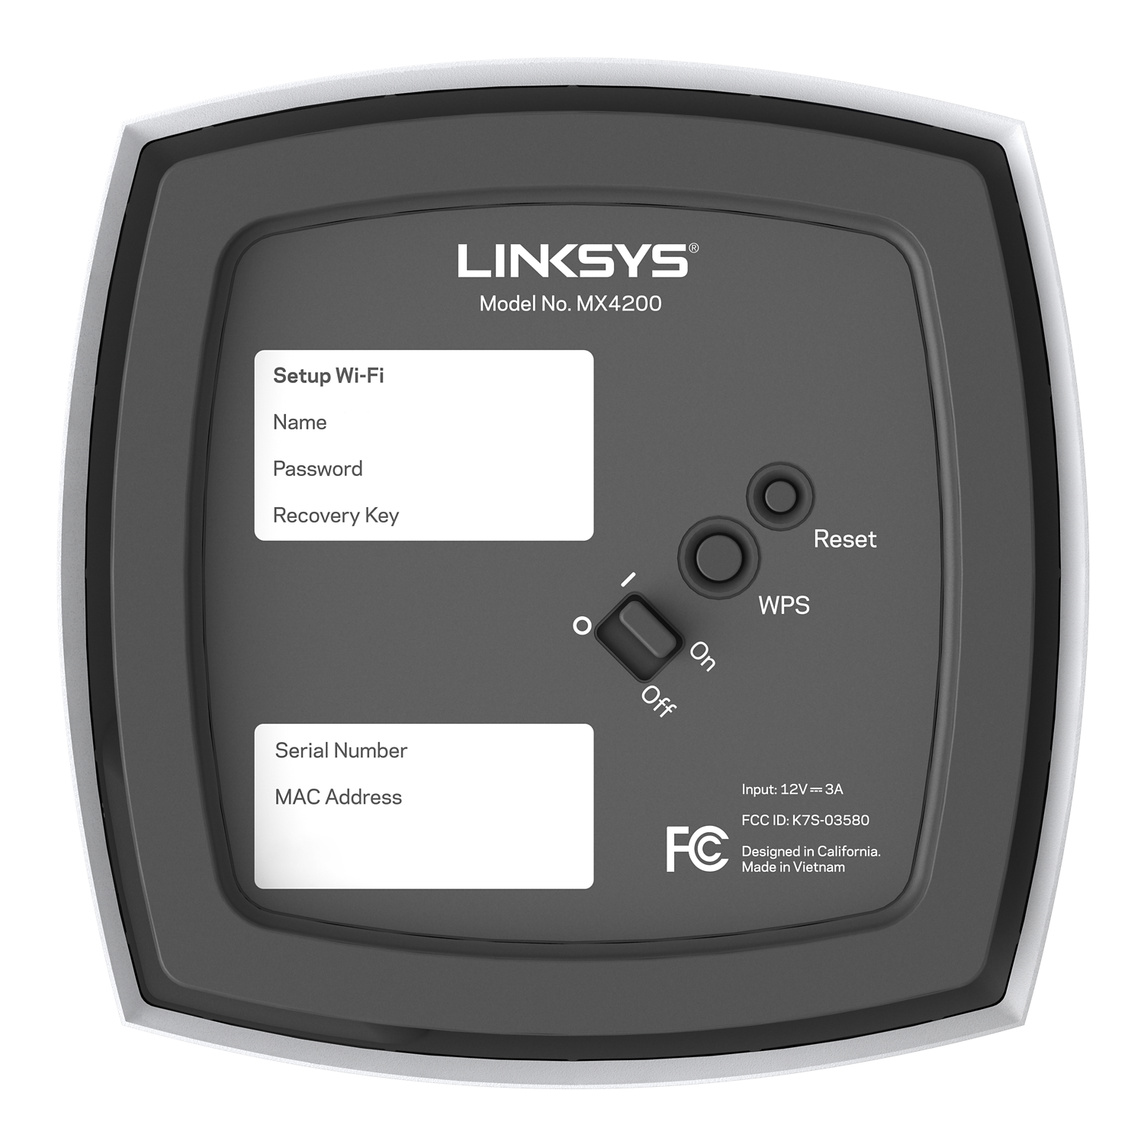 LINKSYS®
Model No. MX4200
Setup Wi-Fi
Name
Password
Recovery Key
Reset
WPS
I
O
On
Off
Serial Number
MAC Address
Input: 12V⎓3A
FCC ID: K7S-03580
FC
Designed in California.
Made in Vietnam